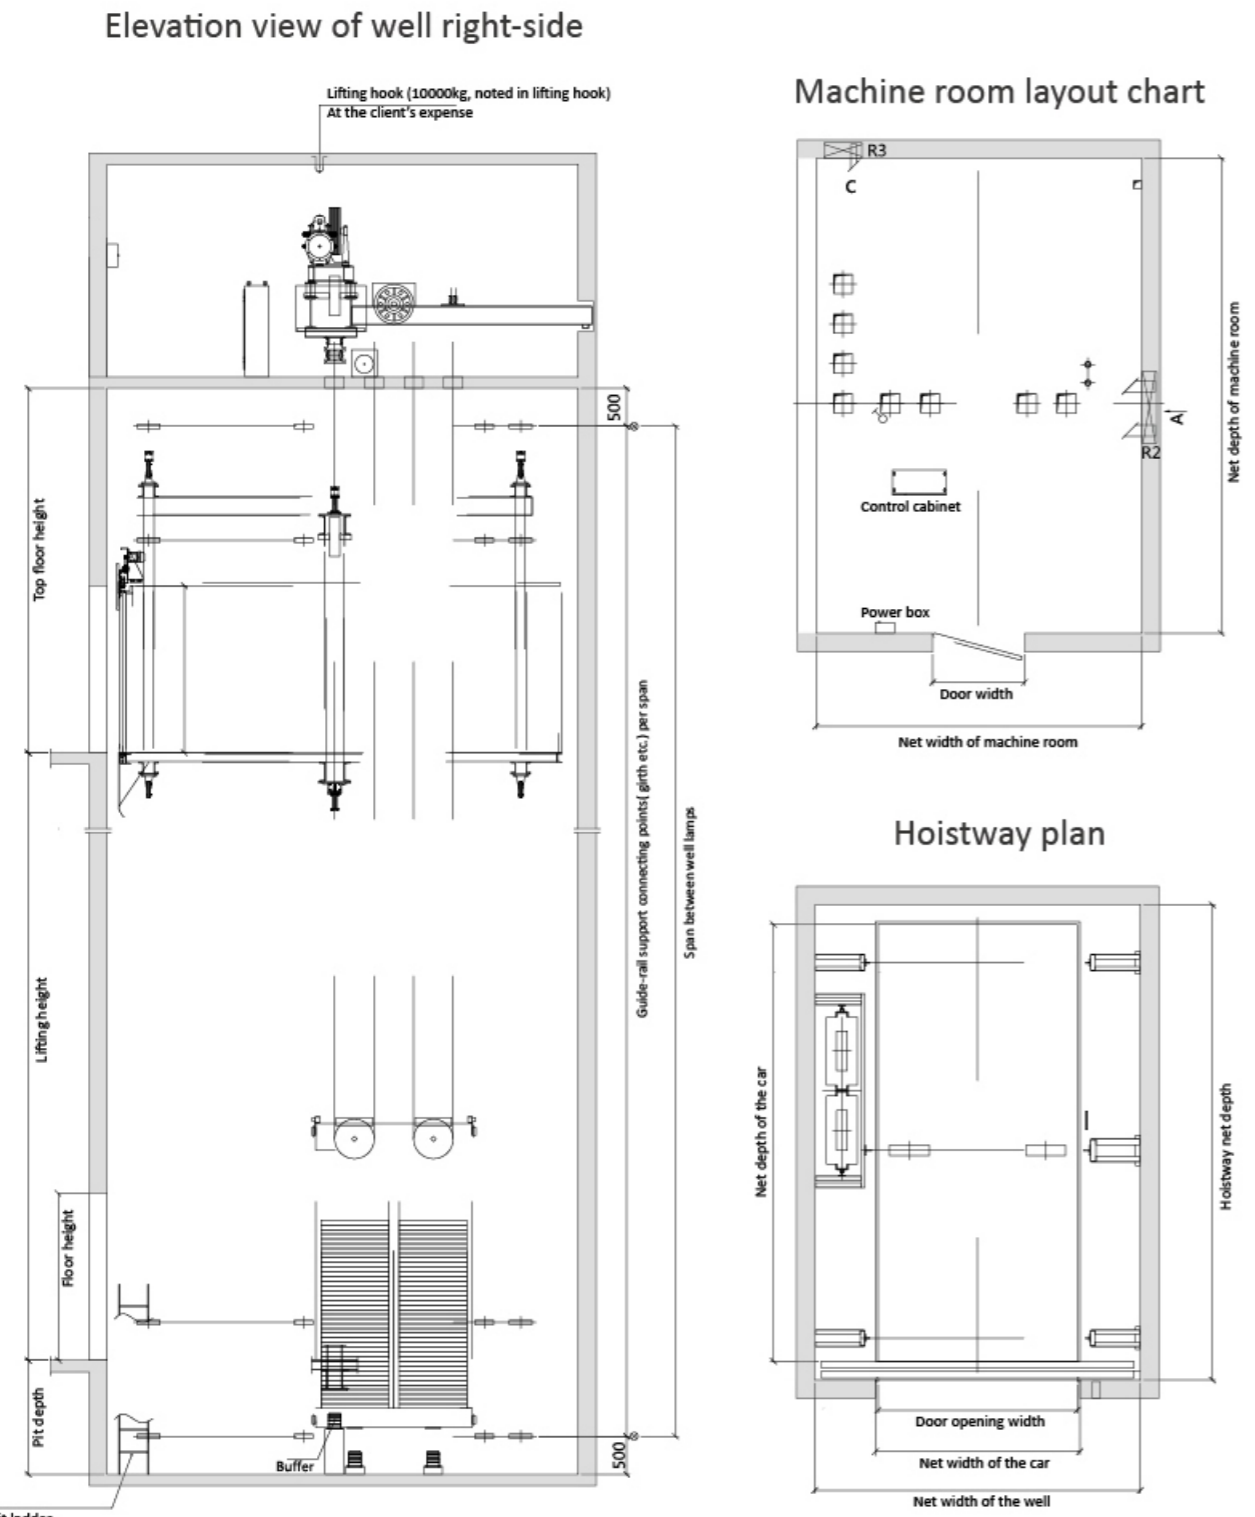 Elevation view of well right-side
Lifting hook (10000kg, noted in lifting hook)
At the client's expense
500
Top floor height
Guide-rail support connecting points( girth etc.) per span
Span between well lamps
Lifting height
Floor height
Pit depth
Buffer
500
Machine room layout chart
R3
C
Net depth of machine room
A
R2
Control cabinet
Power box
Door width
Net width of machine room
Hoistway plan
Net depth of the car
Hoistway net depth
Door opening width
Net width of the car
Net width of the well